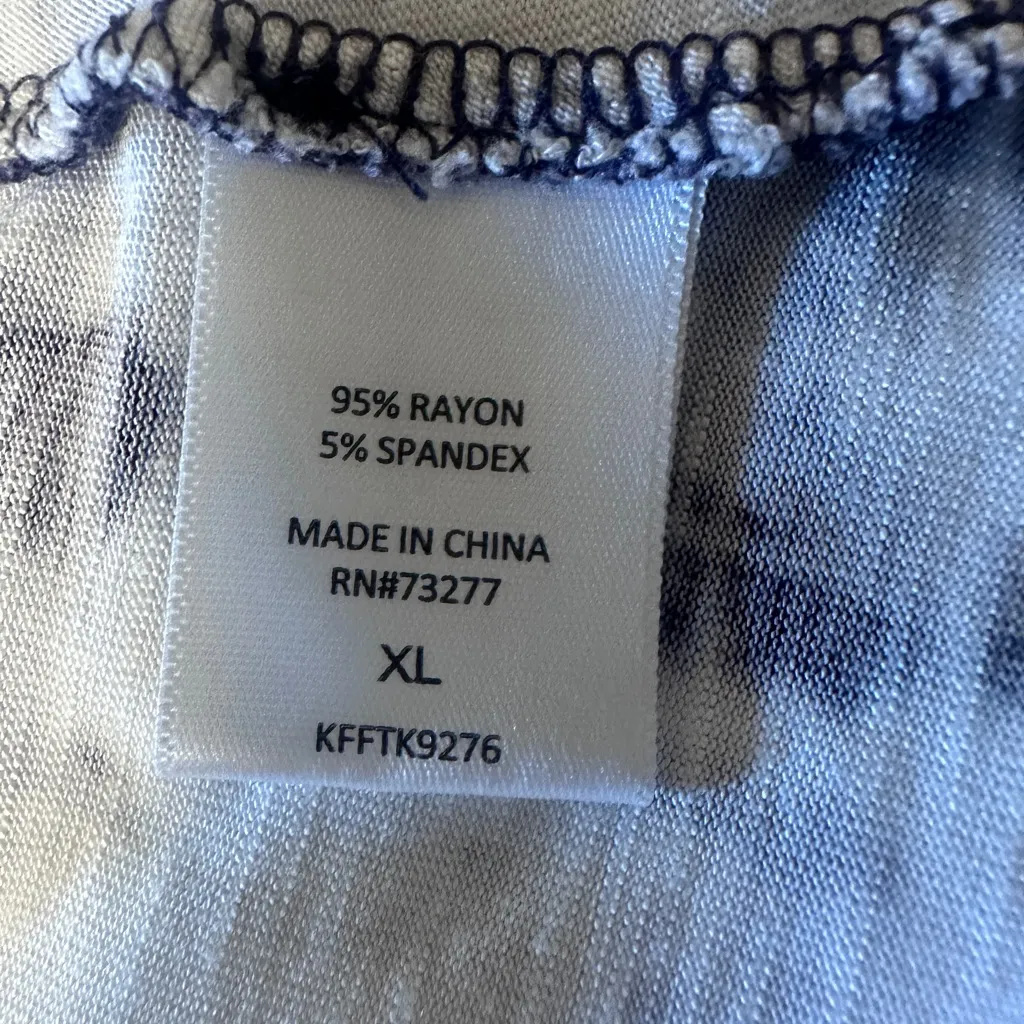 95% RAYON
5% SPANDEX
MADE IN CHINA
RN#73277
XL
KFFTK9276